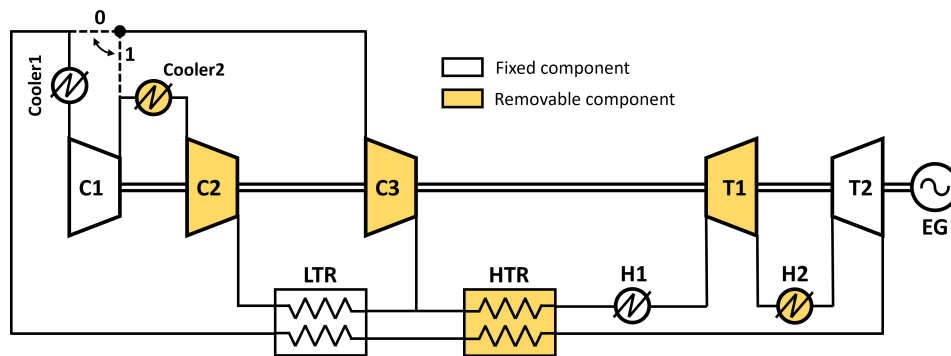 0
1
Cooler1
Cooler2
Fixed component
Removable component
C1
C2
C3
T1
T2
EG
LTR
HTR
H1
H2